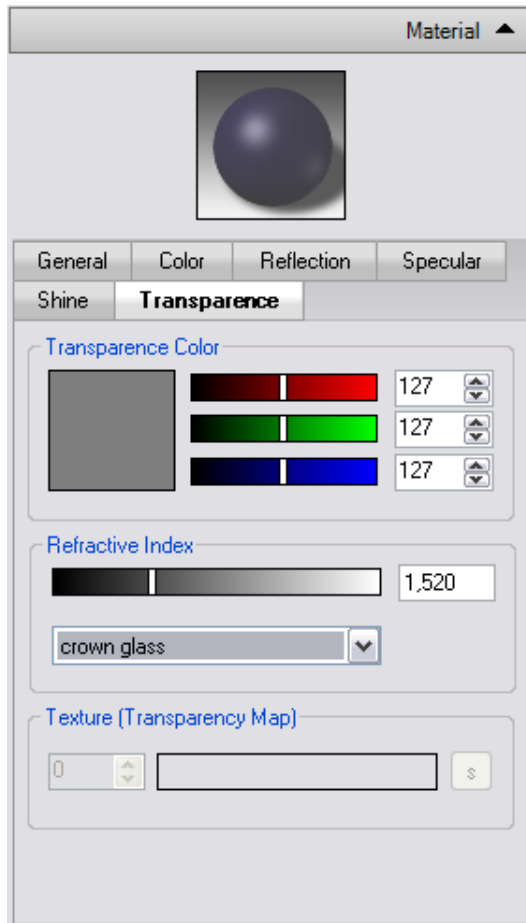 Material
General Color Reflection Specular
Shine Transparence
Transparence Color
127
127
127
Refractive Index
1,520
crown glass
Texture (Transparency Map)
0 s